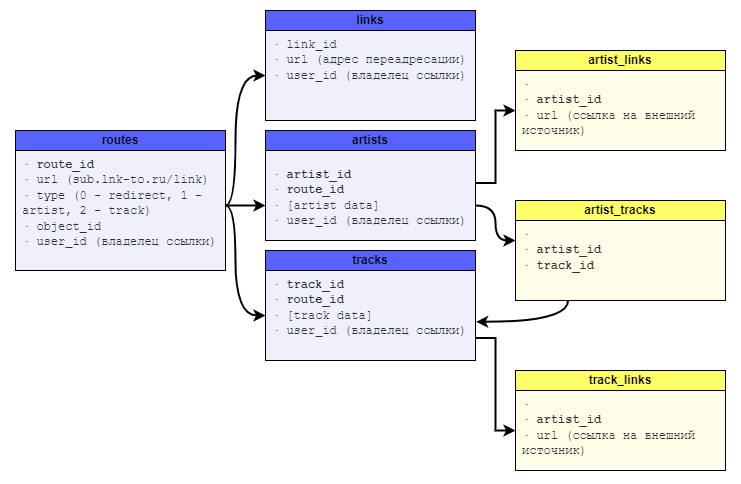 links
· link_id
· url (адрес переадресации)
· user_id (владелец ссылки)
artist_links
·
· artist_id
· url (ссылка на внешний
источник)
routes
· route_id
· url (sub.lnk-to.ru/link)
· type (0 - redirect, 1 -
artist, 2 - track)
· object_id
· user_id (владелец ссылки)
artists
· artist_id
· route_id
· [artist data]
· user_id (владелец ссылки)
artist_tracks
·
· artist_id
· track_id
tracks
· track_id
· route_id
· [track data]
· user_id (владелец ссылки)
track_links
·
· artist_id
· url (ссылка на внешний
источник)